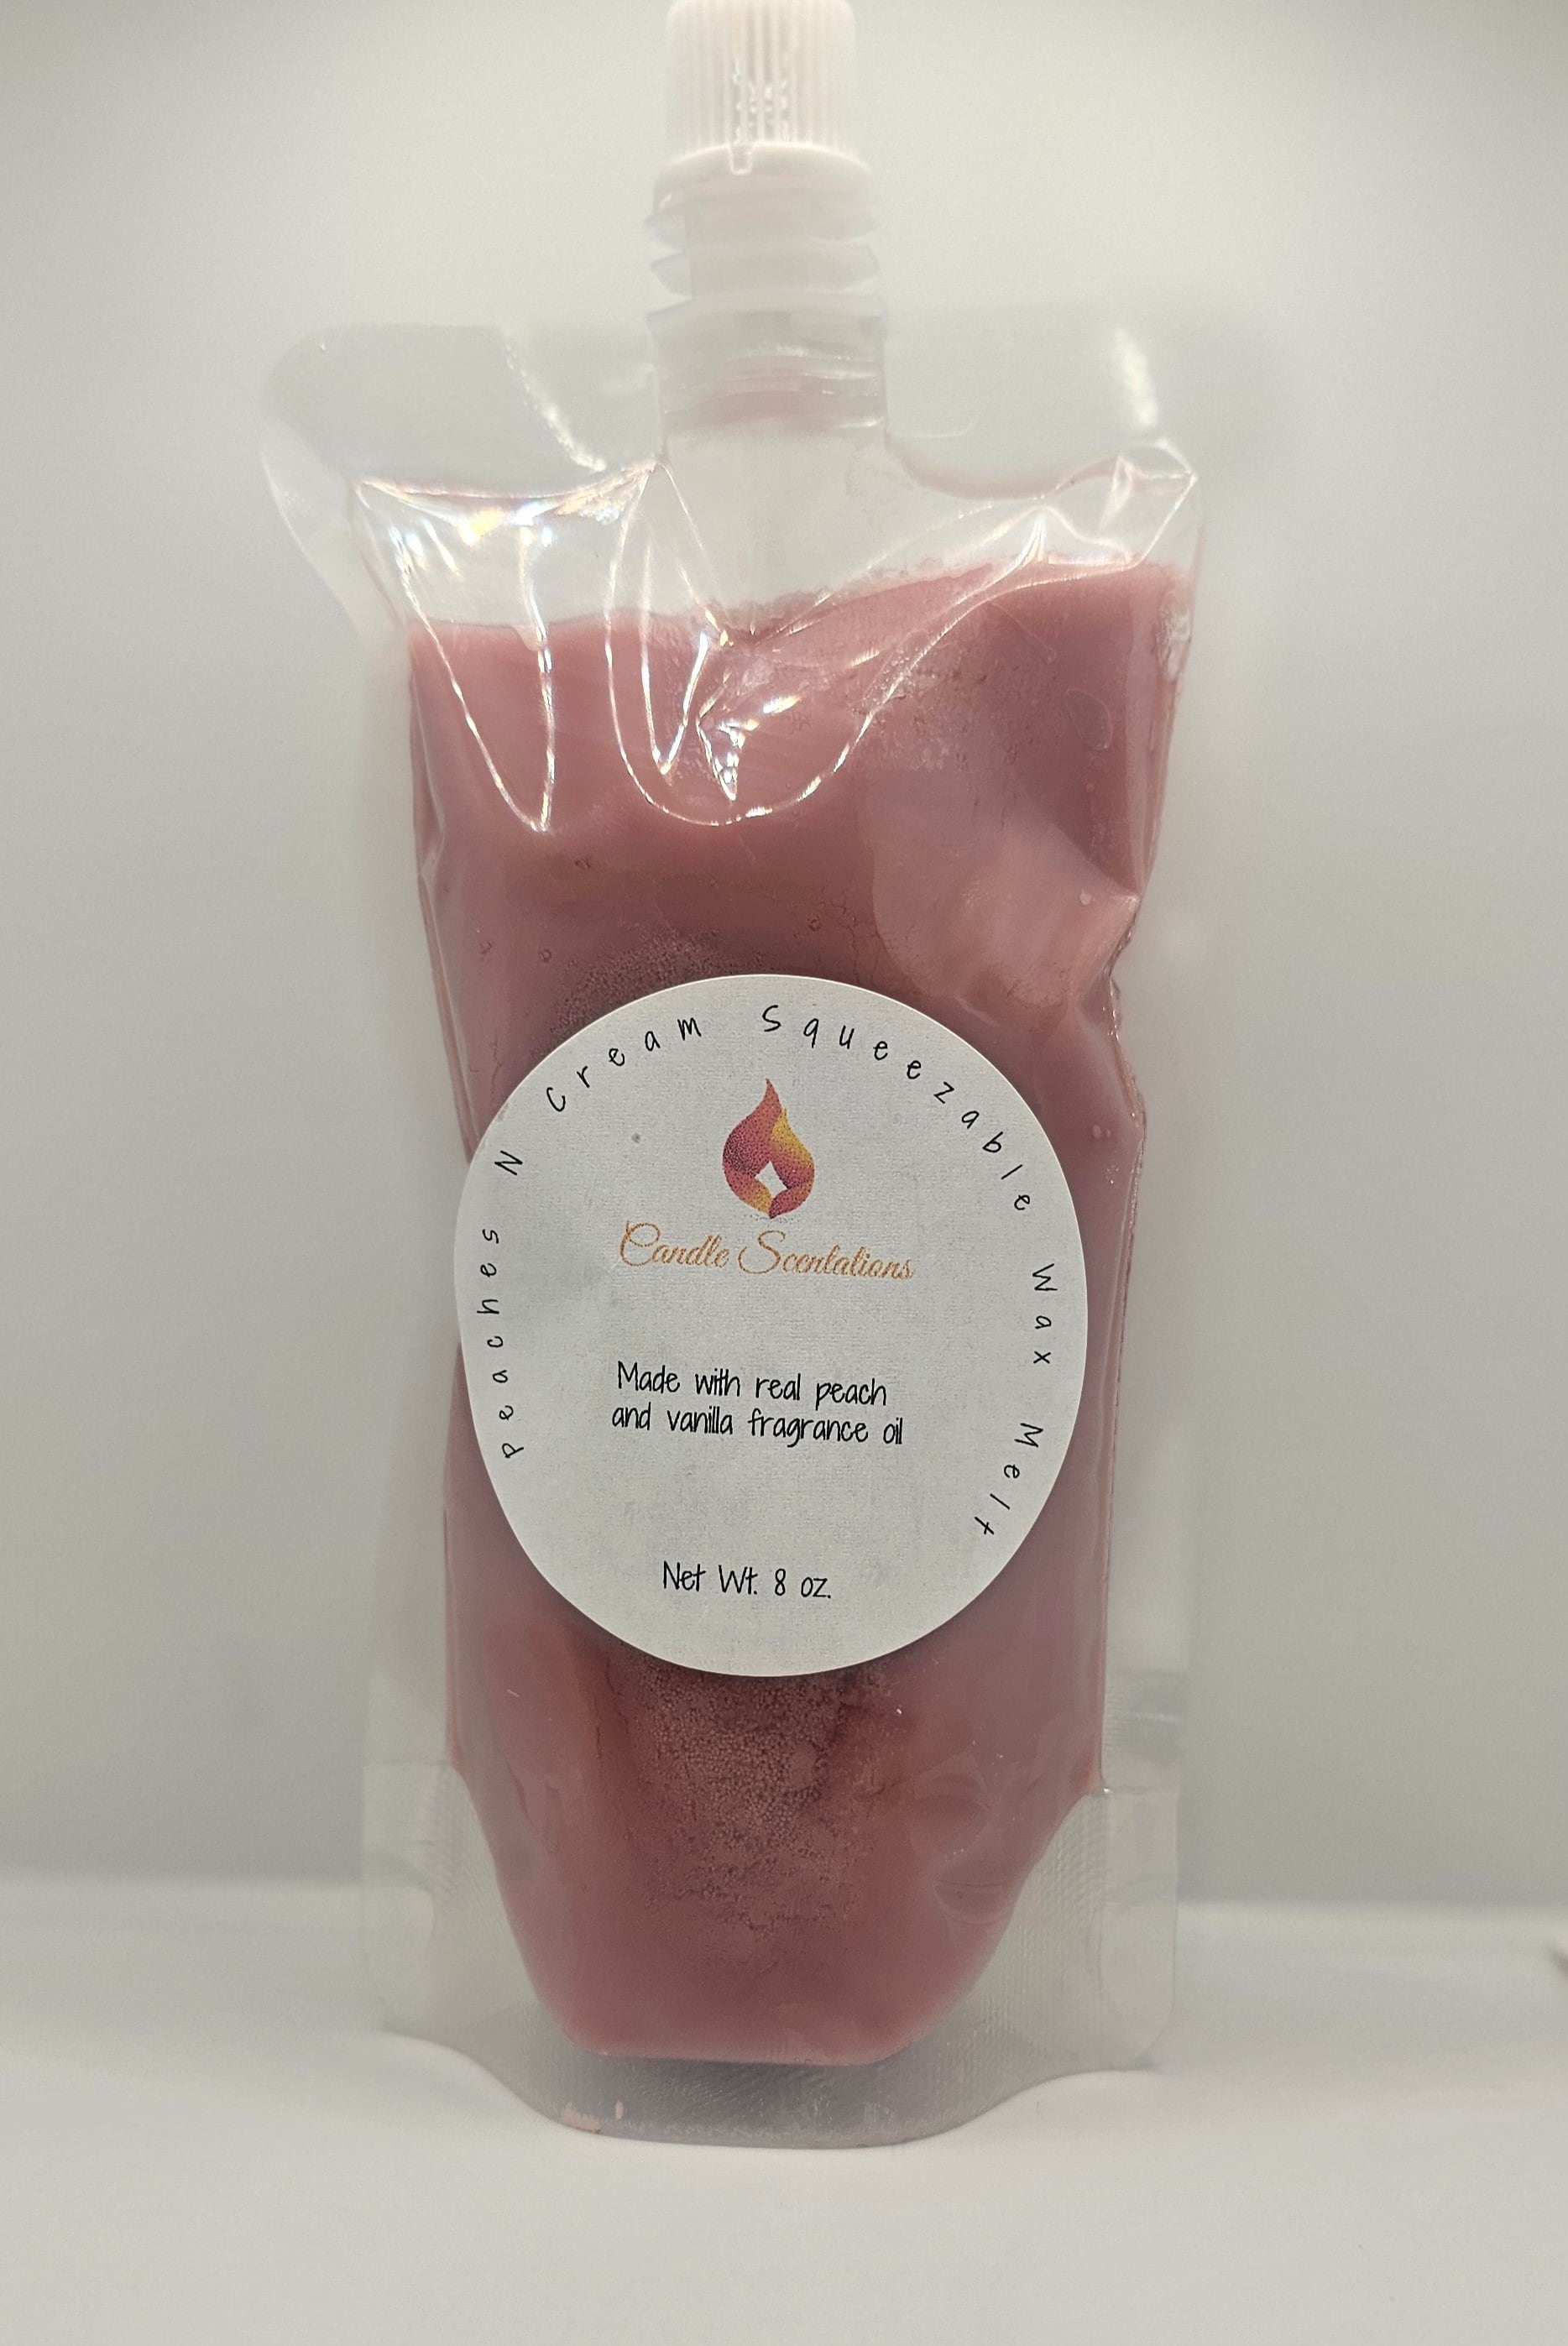 Peaches N Cream Squeezable Wax Melt
Candle Scentations
Made with real peach
and vanilla fragrance oil
Net Wt. 8 oz.